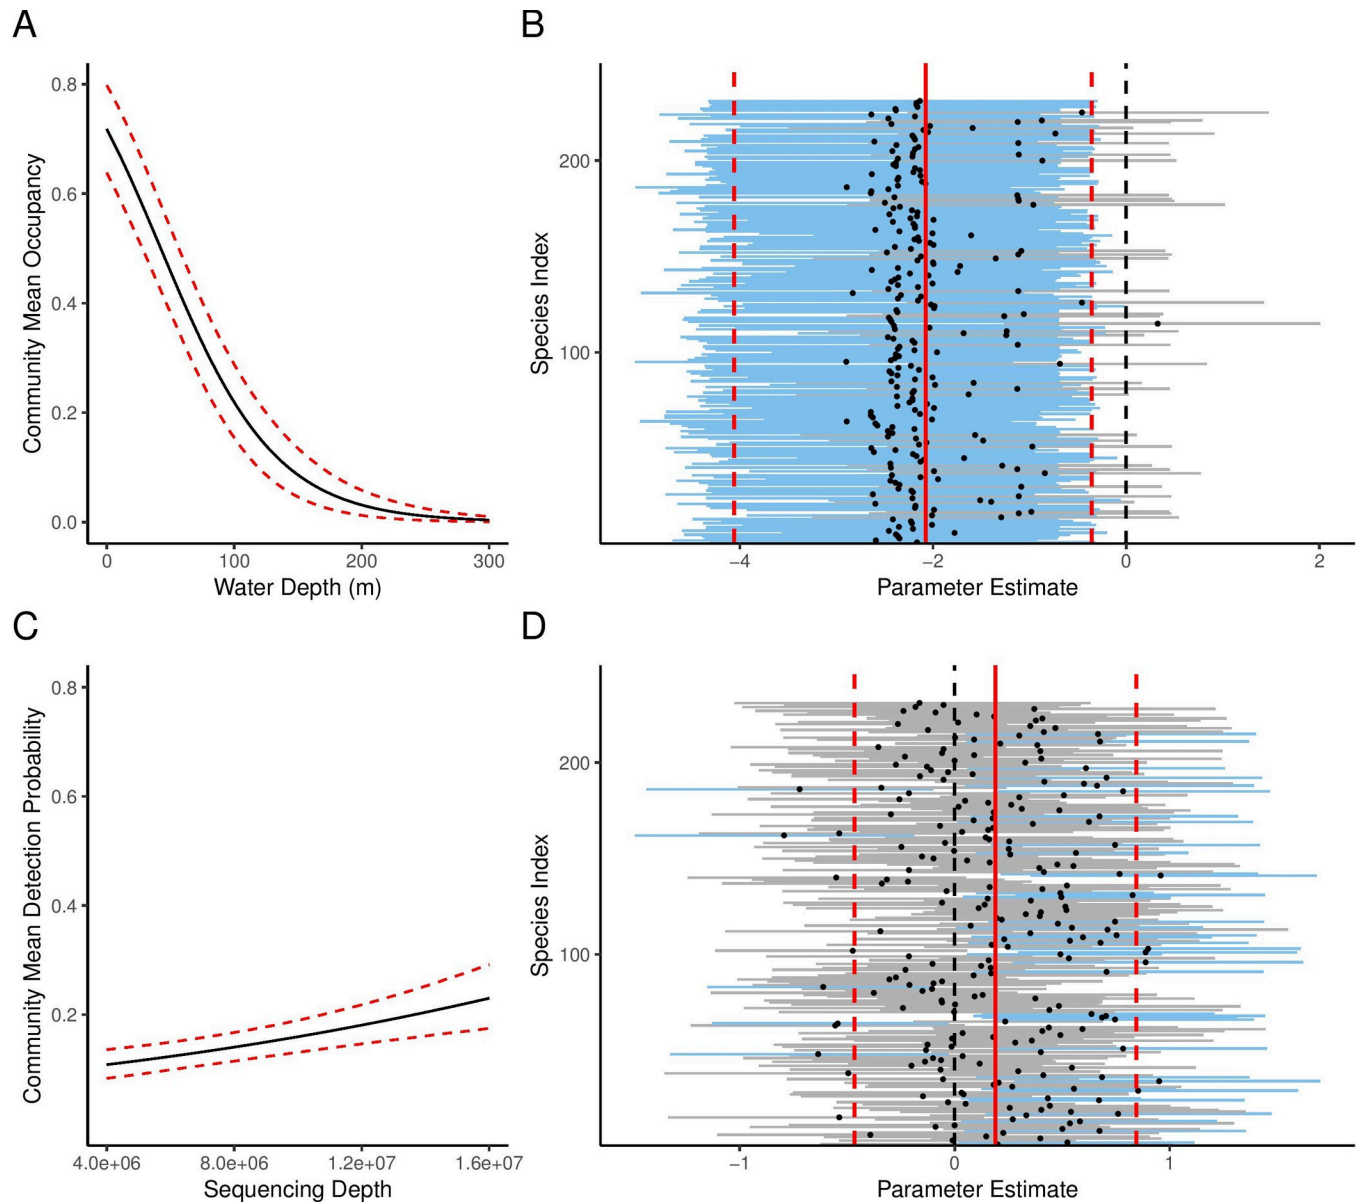 A
B
0.8
0.6
0.4
0.2
0.0
Community Mean Occupancy
0
100
200
300
Water Depth (m)
200
100
Species Index
−4
−2
0
2
Parameter Estimate
C
D
0.8
0.6
0.4
0.2
Community Mean Detection Probability
4.0e+06
8.0e+06
1.2e+07
1.6e+07
Sequencing Depth
200
100
Species Index
−1
0
1
Parameter Estimate